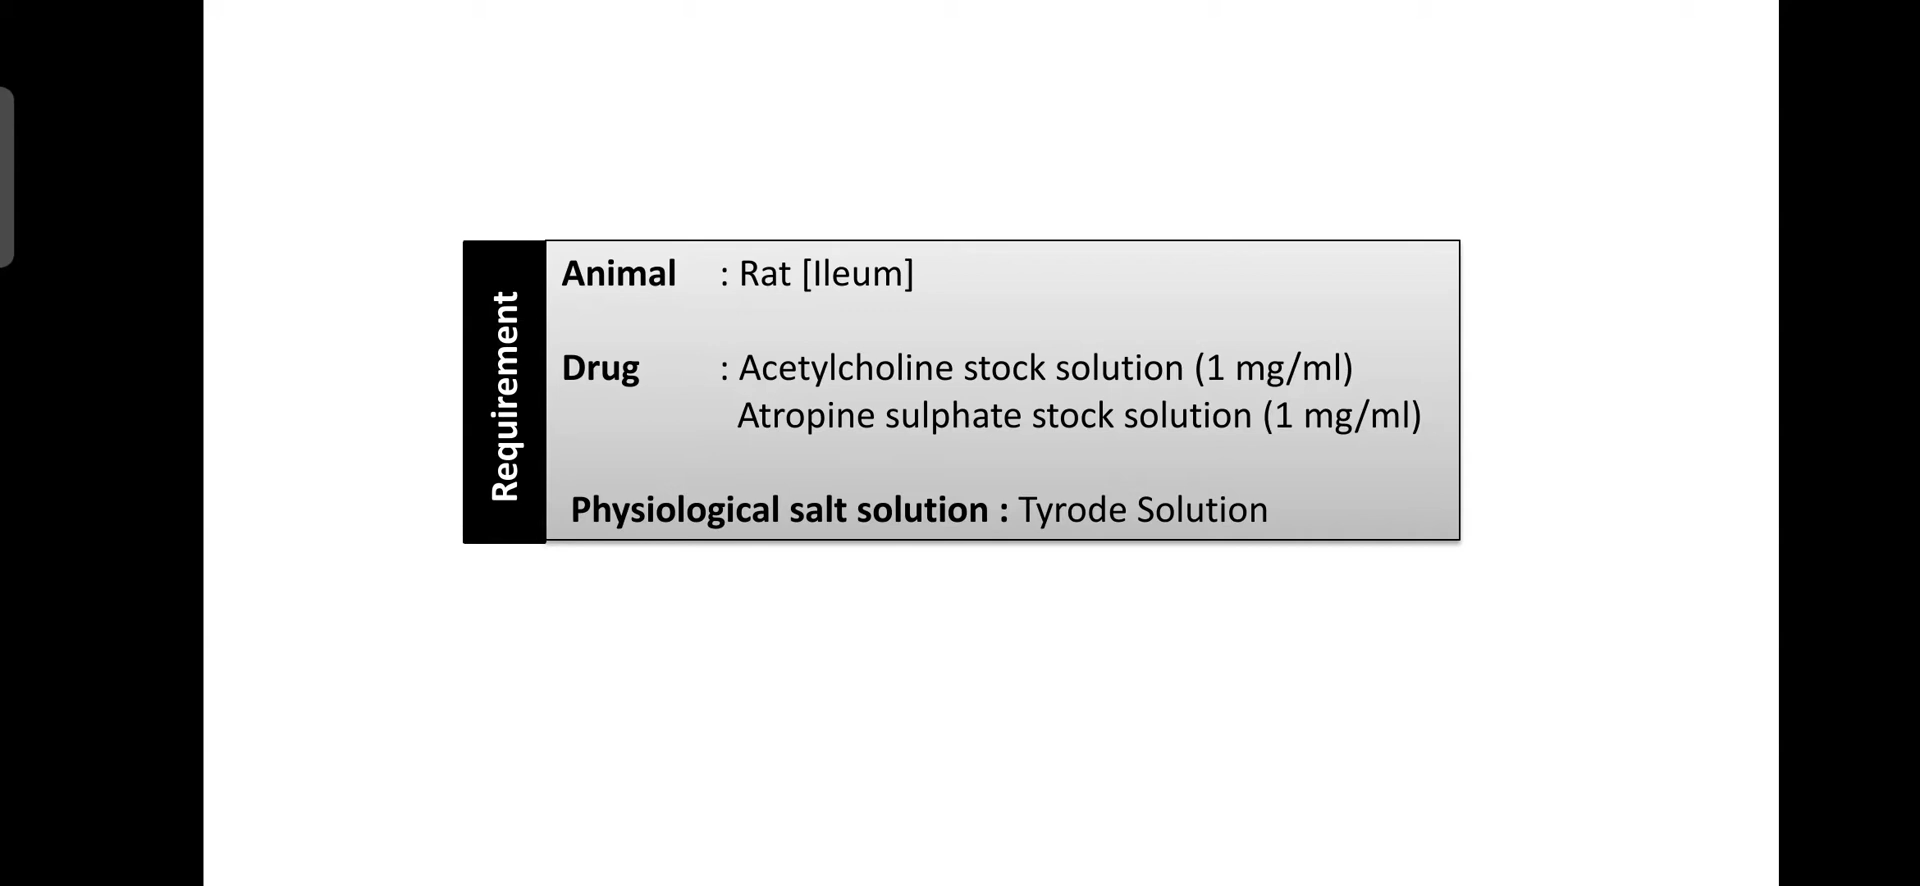 Requirement
Animal : Rat [Ileum]
Drug : Acetylcholine stock solution (1 mg/ml)
Atropine sulphate stock solution (1 mg/ml)
Physiological salt solution : Tyrode Solution